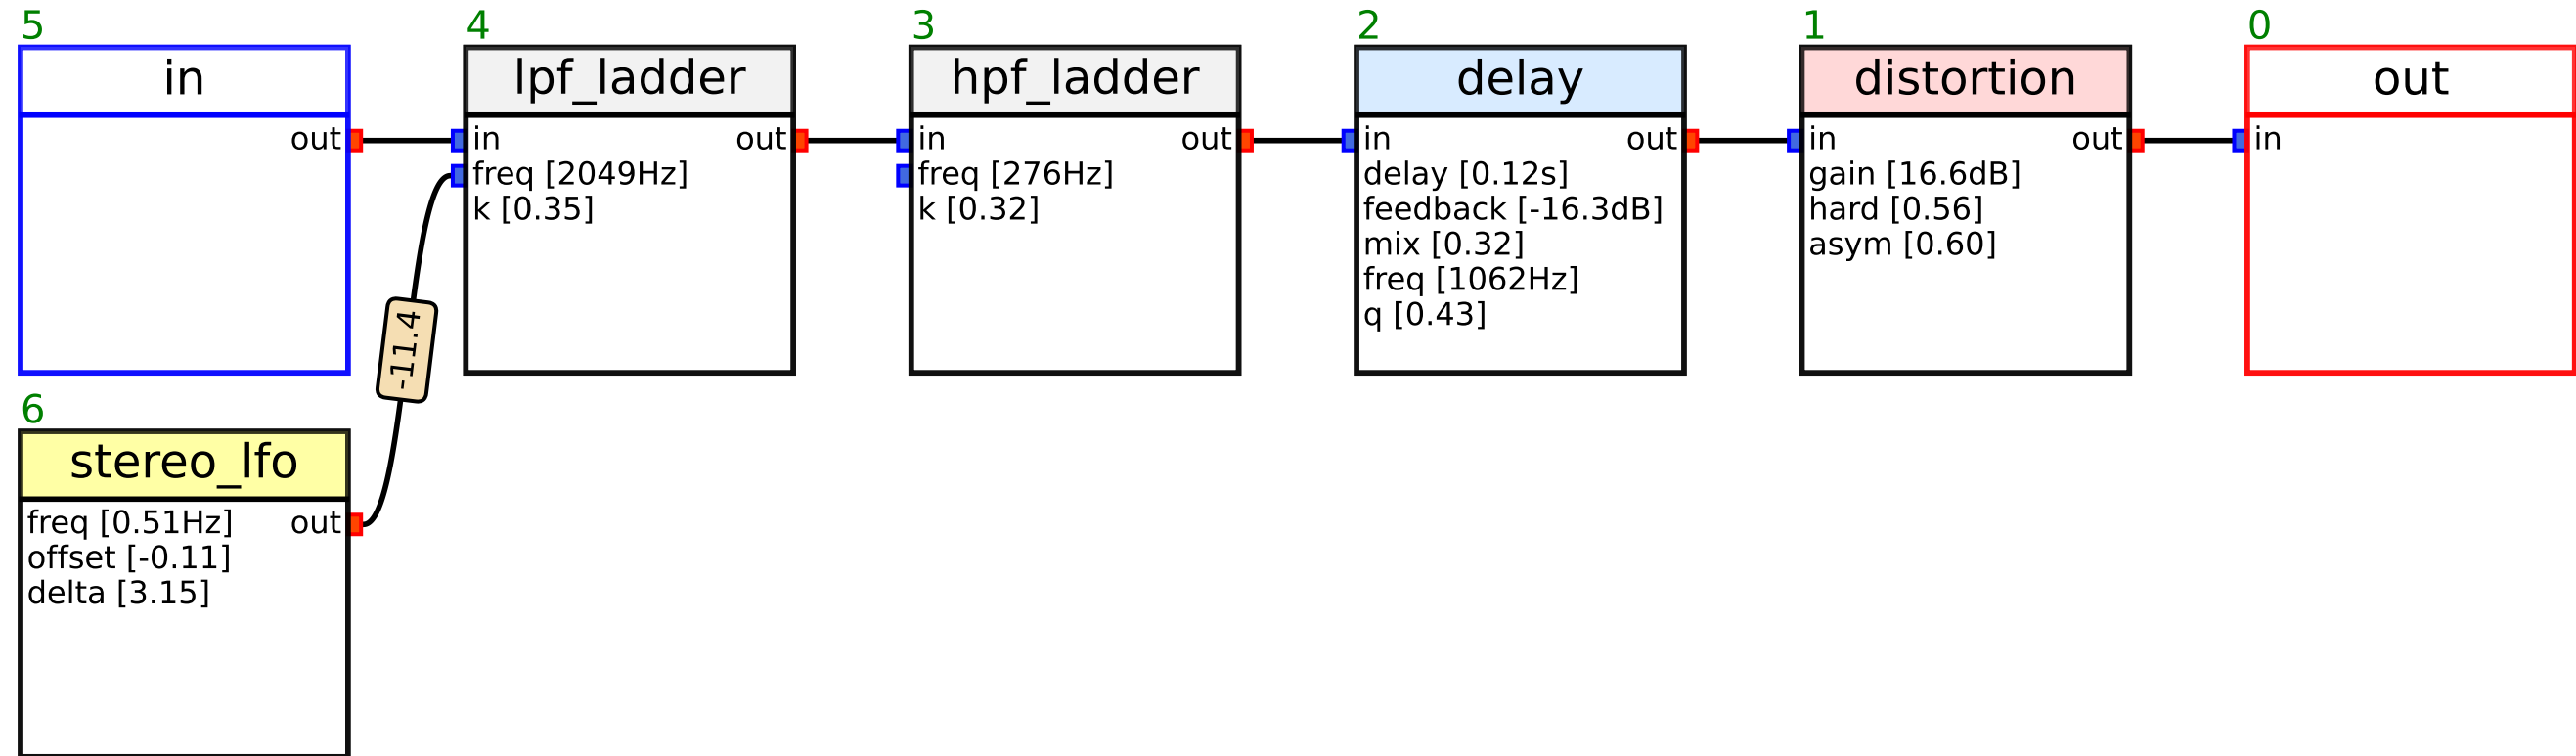 5
in
out
4
lpf_ladder
in out
freq [2049Hz]
k [0.35]
3
hpf_ladder
in out
freq [276Hz]
k [0.32]
2
delay
in out
delay [0.12s]
feedback [-16.3dB]
mix [0.32]
freq [1062Hz]
q [0.43]
1
distortion
in out
gain [16.6dB]
hard [0.56]
asym [0.60]
0
out
in
-11.4
6
stereo_lfo
freq [0.51Hz] out
offset [-0.11]
delta [3.15]